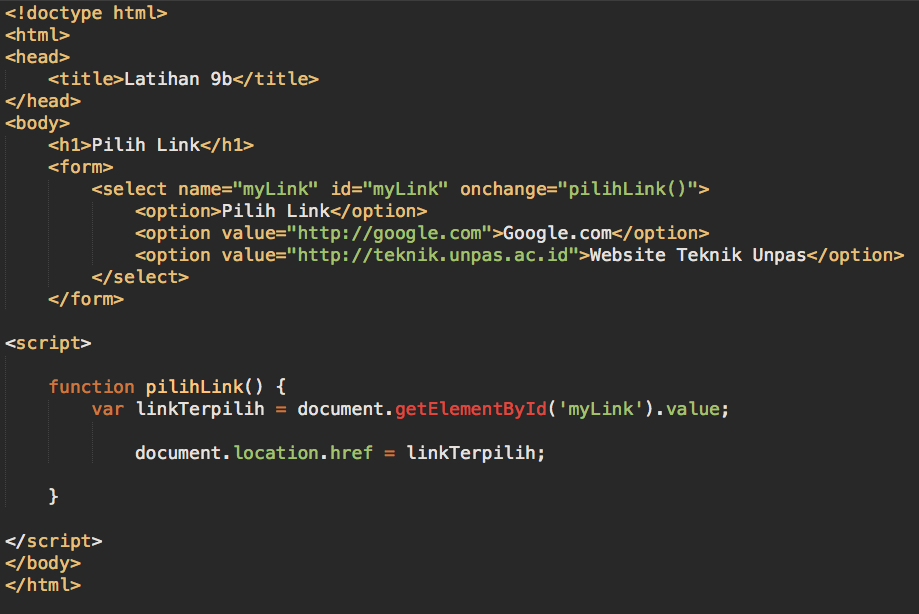 <!doctype html>
<html>
<head>
    <title>Latihan 9b</title>
</head>
<body>
    <h1>Pilih Link</h1>
    <form>
        <select name="myLink" id="myLink" onchange="pilihLink()">
            <option>Pilih Link</option>
            <option value="http://google.com">Google.com</option>
            <option value="http://teknik.unpas.ac.id">Website Teknik Unpas</option>
        </select>
    </form>

<script>

    function pilihLink() {
        var linkTerpilih = document.getElementById('myLink').value;

            document.location.href = linkTerpilih;

    }

</script>
</body>
</html>